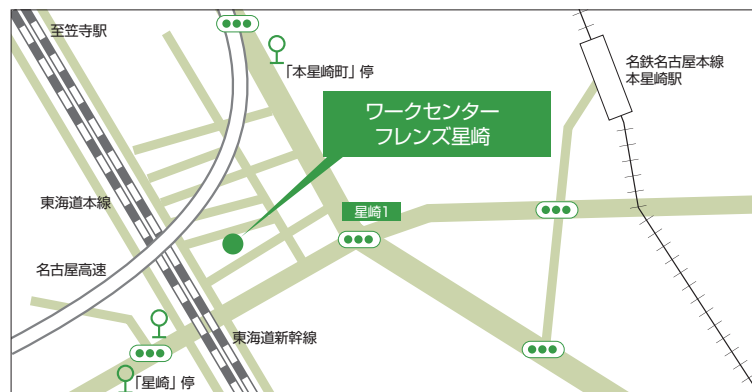 至笠寺駅
「本星崎町」停
名鉄名古屋本線
本星崎駅
ワークセンター
フレンズ星崎
東海道本線
星崎1
名古屋高速
東海道新幹線
「星崎」停